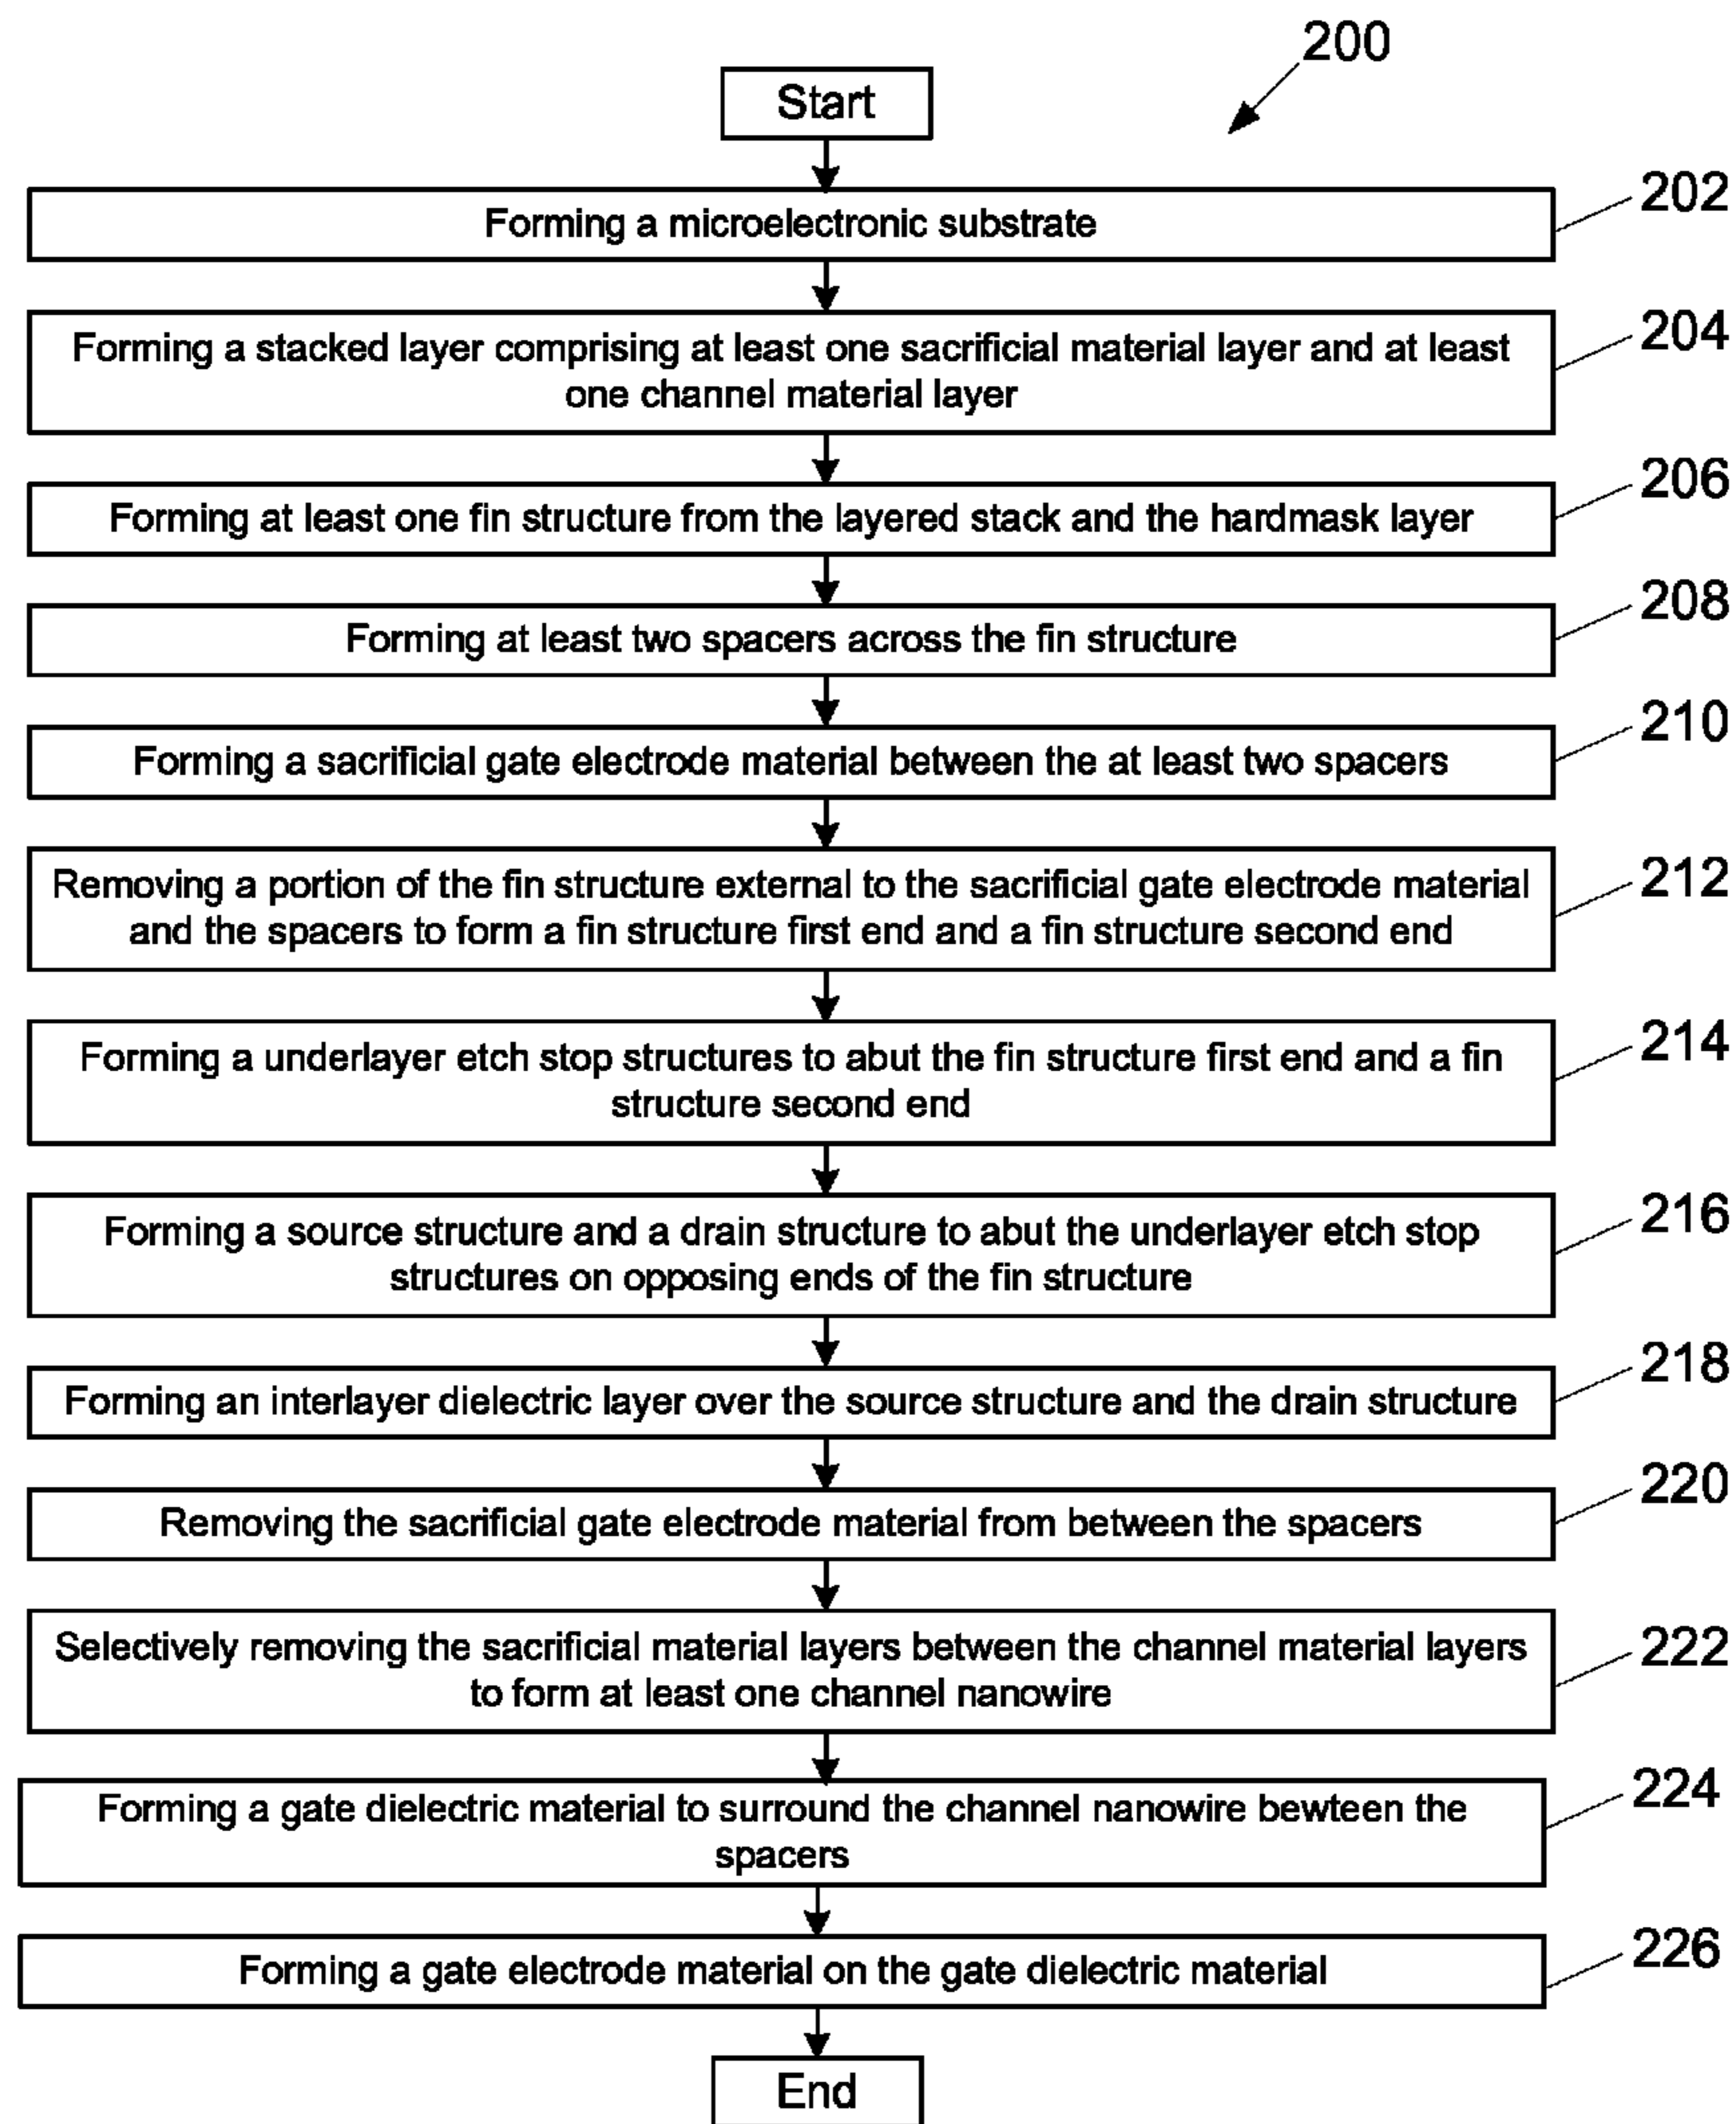 200
Start
202
Forming a microelectronic substrate
204
Forming a stacked layer comprising at least one sacrificial material layer and at least
one channel material layer
206
Forming at least one fin structure from the layered stack and the hardmask layer
208
Forming at least two spacers across the fin structure
210
Forming a sacrificial gate electrode material between the at least two spacers
212
Removing a portion of the fin structure external to the sacrificial gate electrode material
and the spacers to form a fin structure first end and a fin structure second end
214
Forming a underlayer etch stop structures to abut the fin structure first end and a fin
structure second end
216
Forming a source structure and a drain structure to abut the underlayer etch stop
structures on opposing ends of the fin structure
218
Forming an interlayer dielectric layer over the source structure and the drain structure
220
Removing the sacrificial gate electrode material from between the spacers
222
Selectively removing the sacrificial material layers between the channel material layers
to form at least one channel nanowire
224
Forming a gate dielectric material to surround the channel nanowire bewteen the
spacers
226
Forming a gate electrode material on the gate dielectric material
End